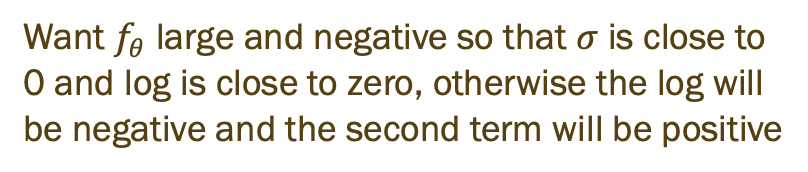 Want f_θ large and negative so that σ is close to
0 and log is close to zero, otherwise the log will
be negative and the second term will be positive